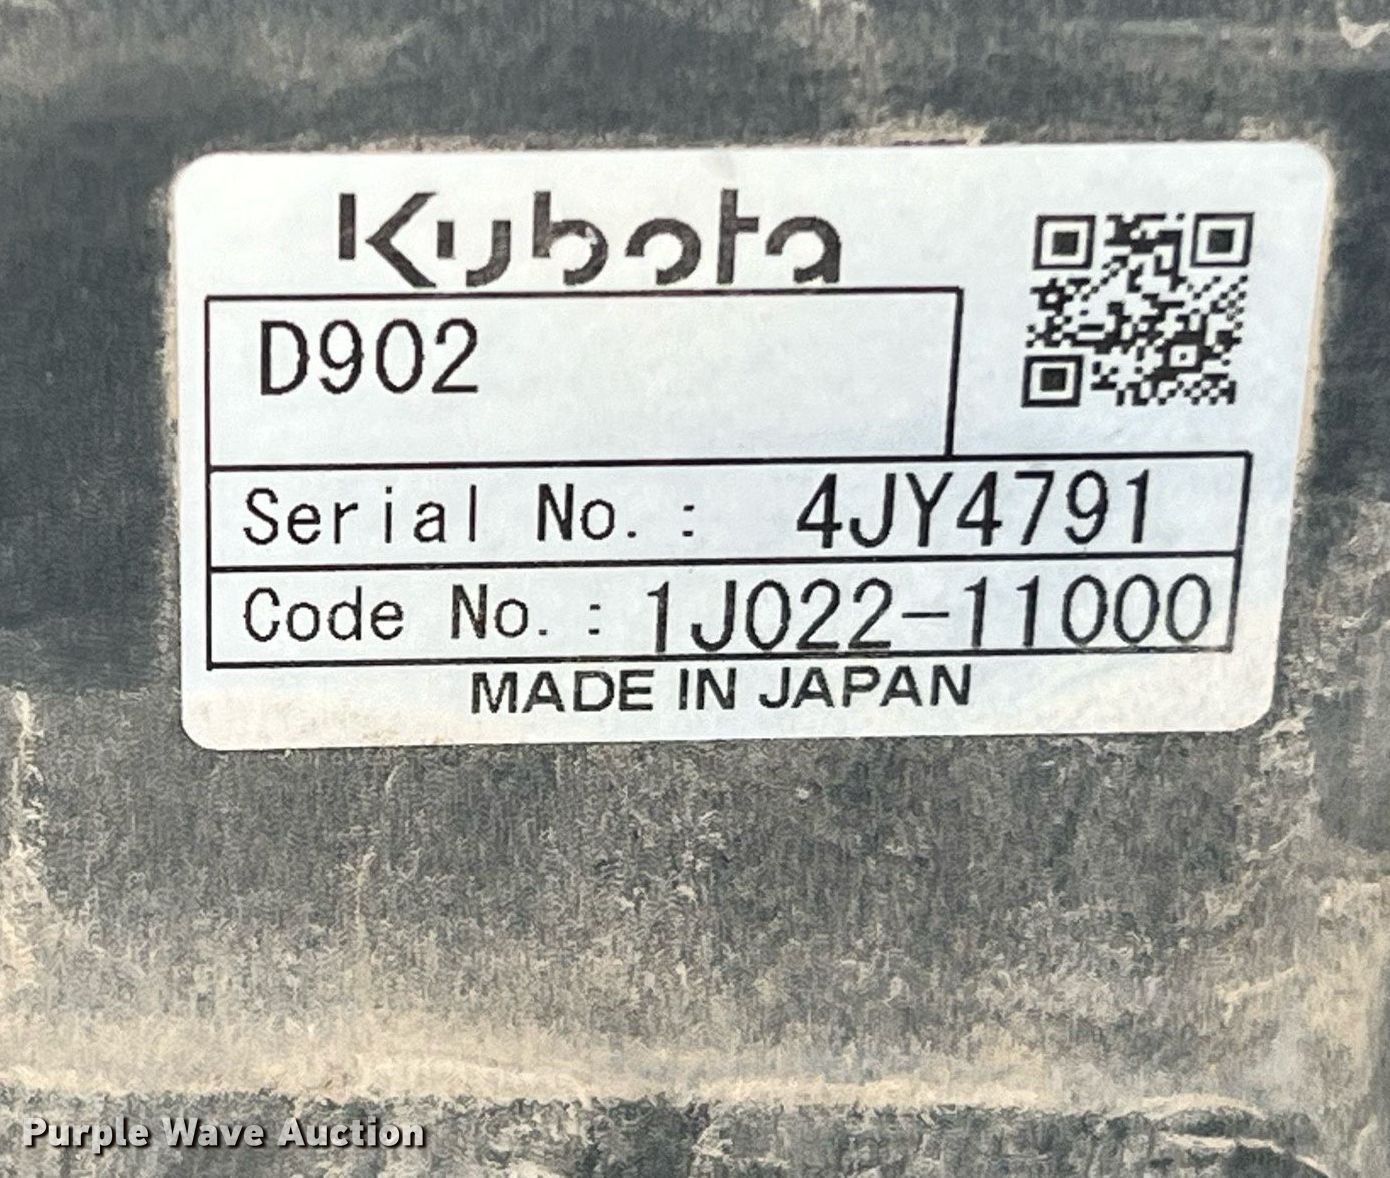 Kubota
D902
Serial No.: 4JY4791
Code No.: 1J022-11000
MADE IN JAPAN
Purple Wave Auction